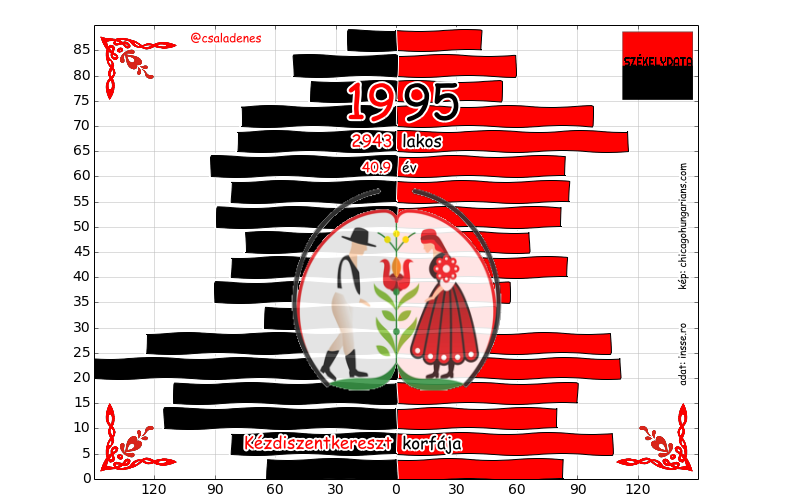 @csaladenes
SZÉKELYDATA
1995
2943 lakos
40.9 év
kép: chicagohungarians.com
adat: insse.ro
Kézdiszentkereszt korfája
85
80
75
70
65
60
55
50
45
40
35
30
25
20
15
10
5
0
120 90 60 30 0 30 60 90 120